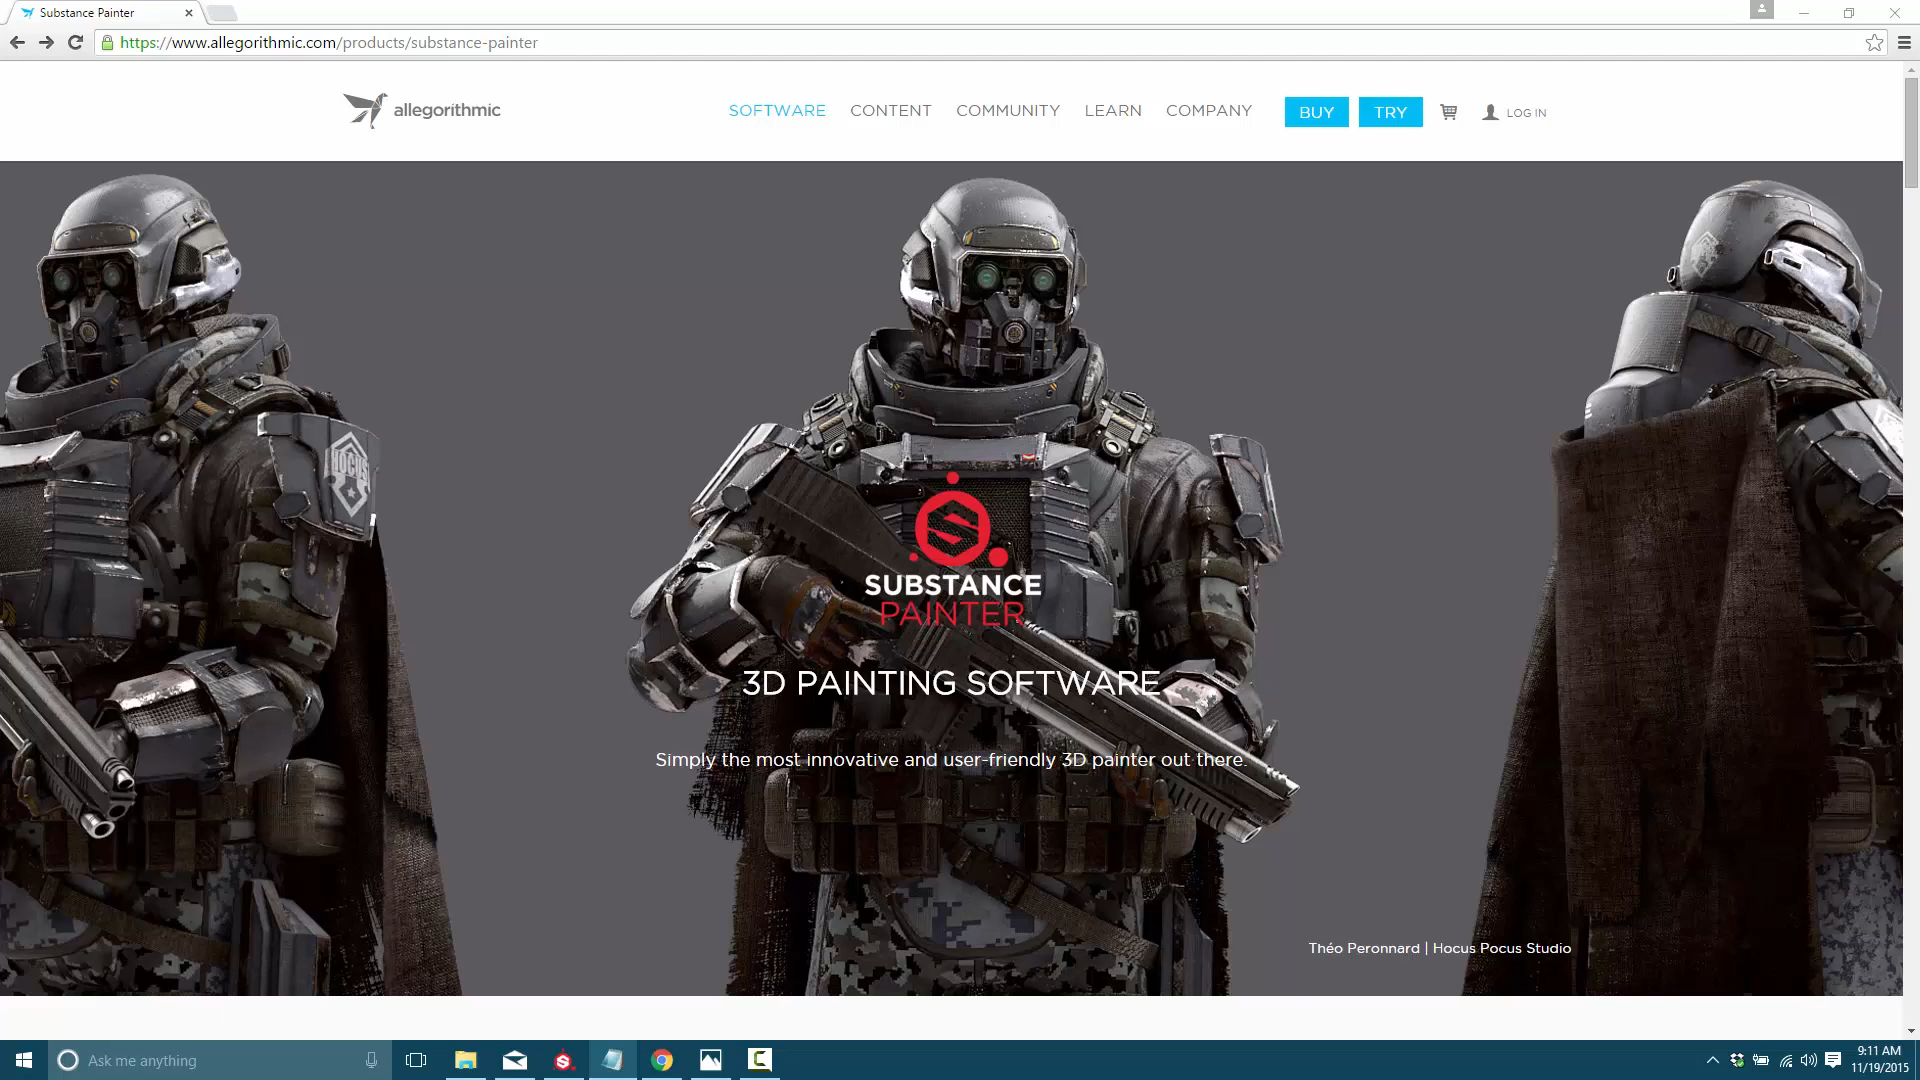 Substance Painter
https://www.allegorithmic.com/products/substance-painter
allegorithmic
SOFTWARE CONTENT COMMUNITY LEARN COMPANY BUY TRY LOG IN
HOCUS
SUBSTANCE
PAINTER
3D PAINTING SOFTWARE
Simply the most innovative and user-friendly 3D painter out there.
Théo Peronnard | Hocus Pocus Studio
Ask me anything
9:11 AM
11/19/2015